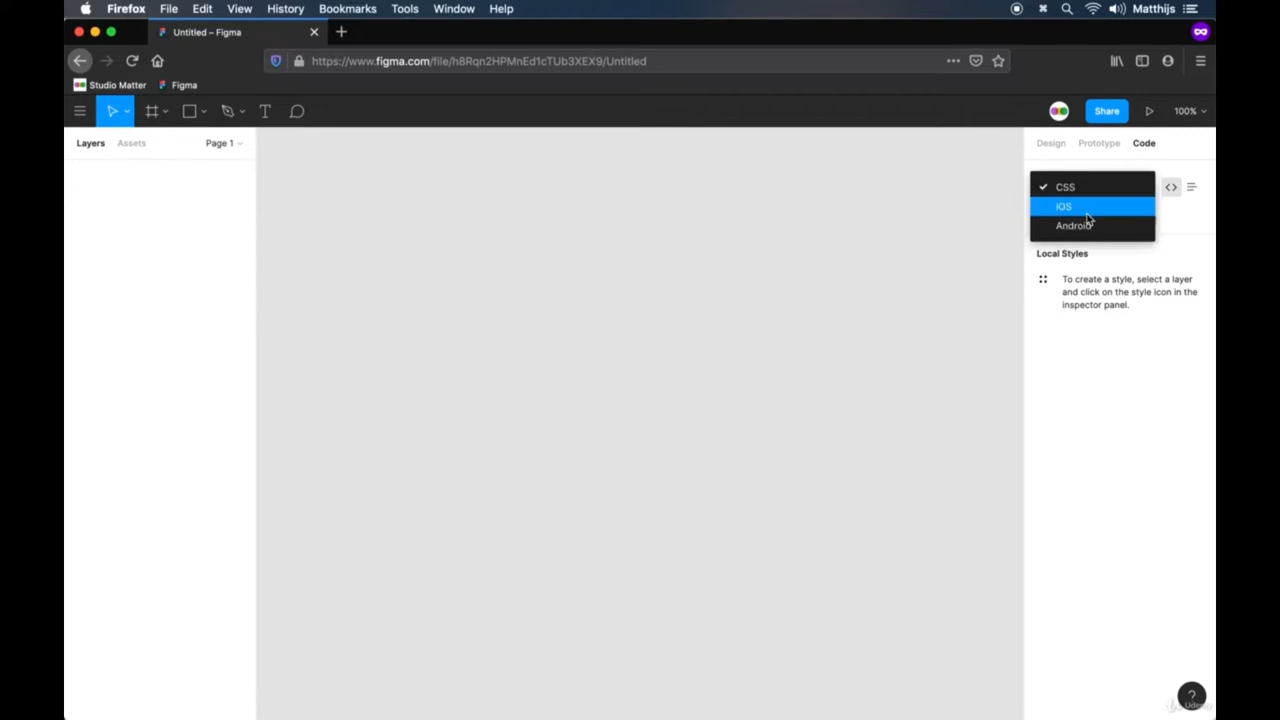 Firefox File Edit View History Bookmarks Tools Window Help Matthijs
Untitled – Figma
https://www.figma.com/file/h8Rqn2HPMnEd1cTUb3XEX9/Untitled
Studio Matter Figma
Share 100%
Layers Assets Page 1 Design Prototype Code
CSS
iOS
Android
Local Styles
To create a style, select a layer
and click on the style icon in the
inspector panel.
?
Udemy